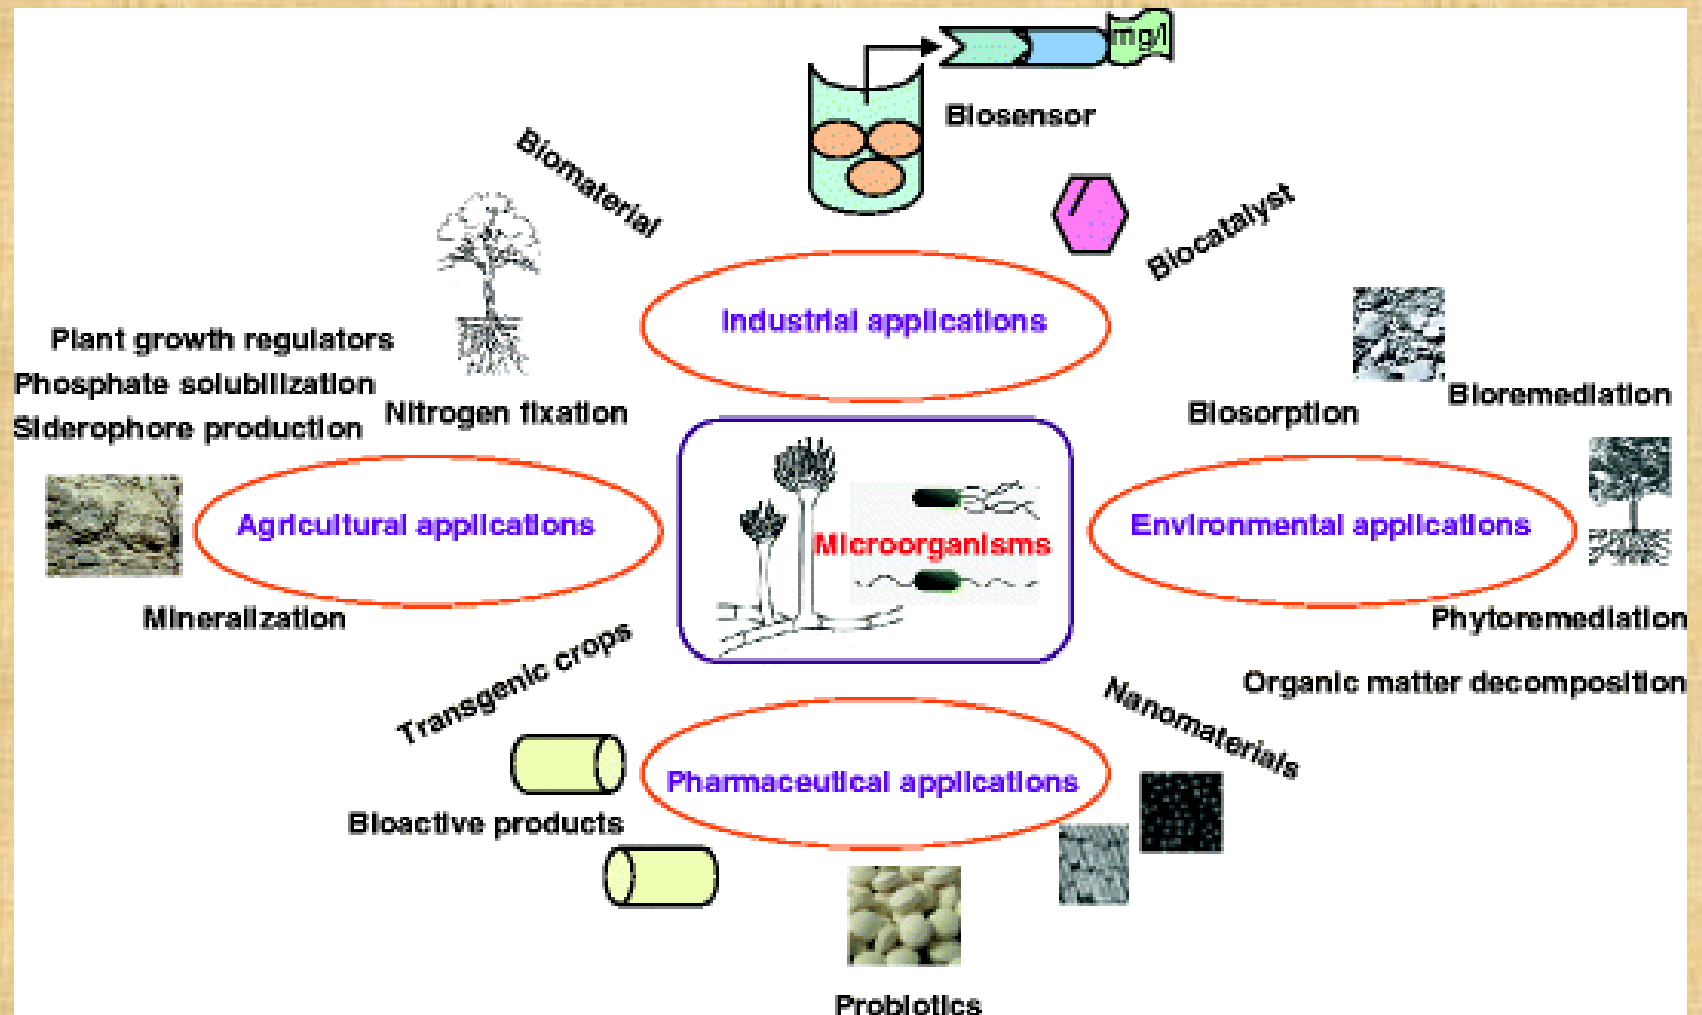 mg/l
Biosensor
Biomaterial
Biocatalyst
Industrial applications
Plant growth regulators
Phosphate solubilization
Siderophore production
Nitrogen fixation
Bioremediation
Biosorption
Agricultural applications
Microorganisms
Environmental applications
Mineralization
Phytoremediation
Transgenic crops
Organic matter decomposition
Nanomaterials
Pharmaceutical applications
Bioactive products
Probiotics